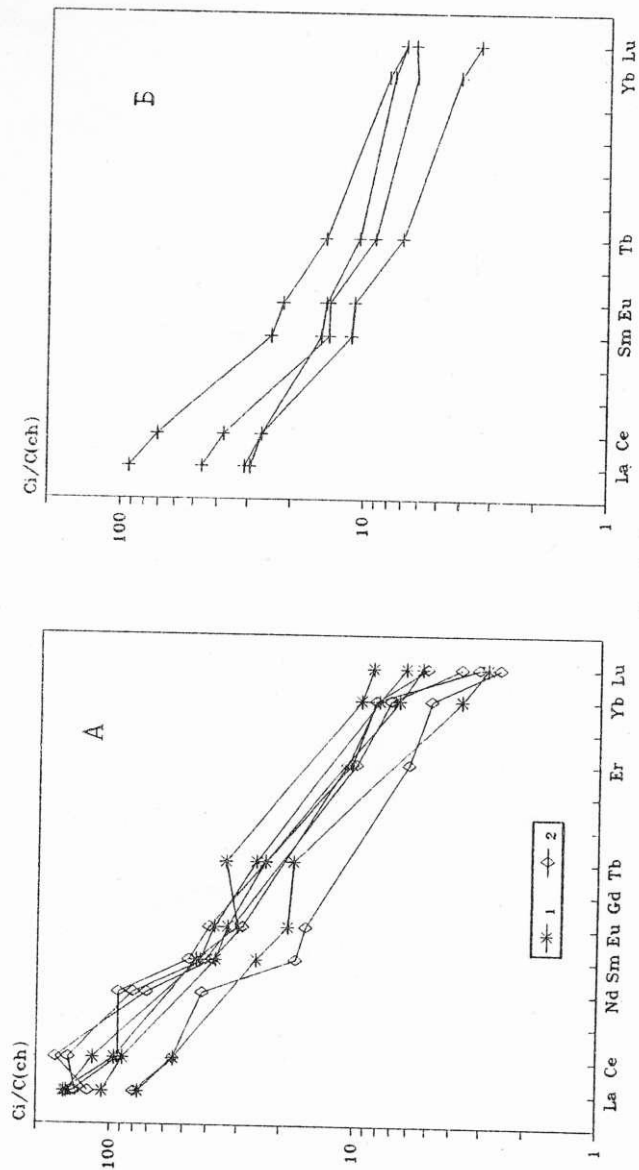 Ci/C(ch)
А
100
10
1
La Ce Nd Sm Eu Gd Tb Er Yb Lu
1 2
Ci/C(ch)
Б
100
10
1
La Ce Sm Eu Tb Yb Lu